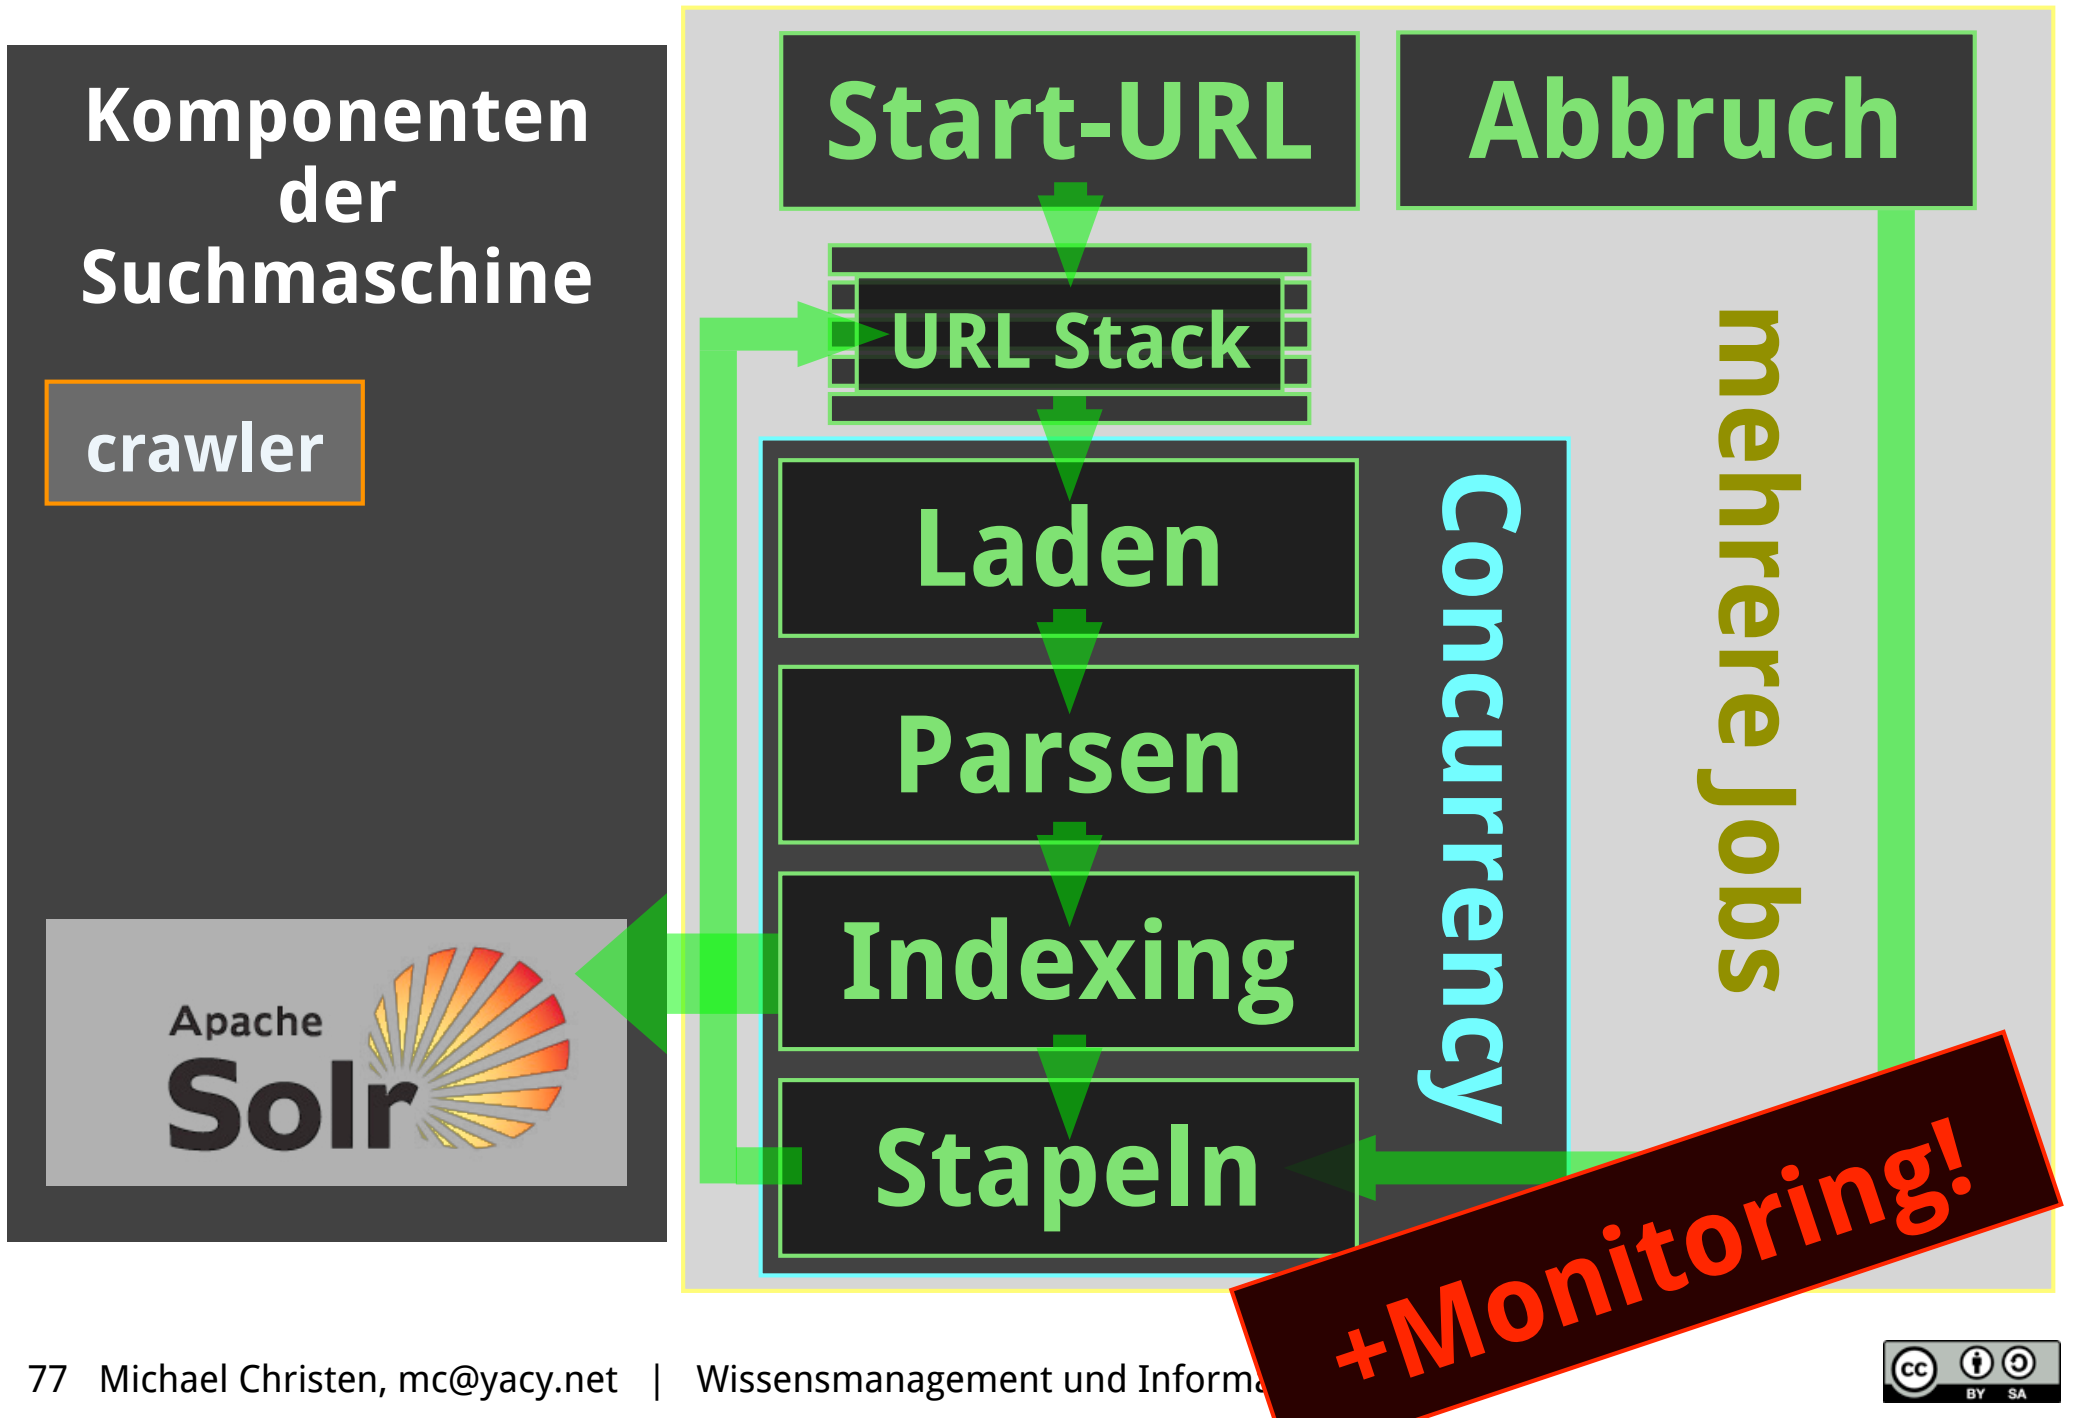 Komponenten
der
Suchmaschine
crawler
Apache
Solr
Start-URL
Abbruch
URL Stack
Laden
Parsen
Indexing
Stapeln
Concurrency
mehrere Jobs
+Monitoring!
77 Michael Christen, mc@yacy.net | Wissensmanagement und
cc BY SA